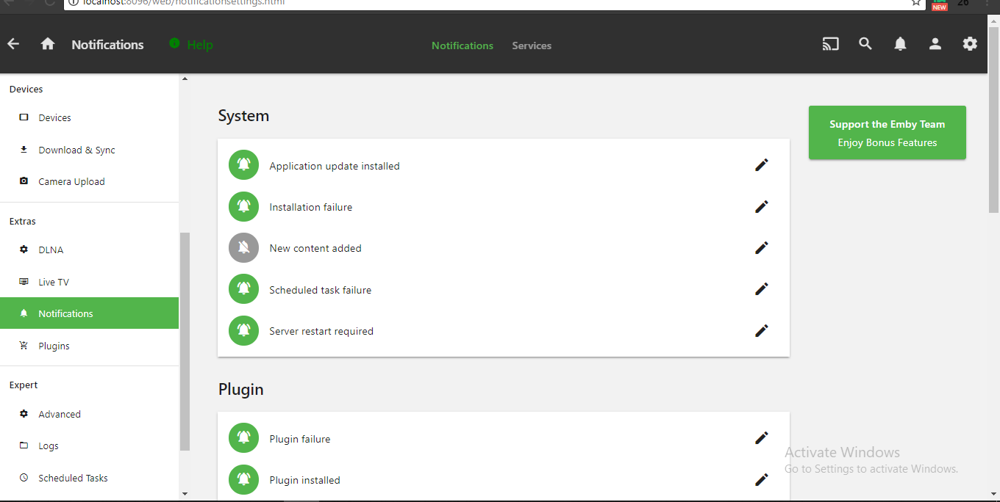 localhost:8096/web/notificationsettings.html
NEW
26
Notifications
Help
Notifications
Services
Devices
Devices
Download & Sync
Camera Upload
Extras
DLNA
Live TV
Notifications
Plugins
Expert
Advanced
Logs
Scheduled Tasks
System
Application update installed
Installation failure
New content added
Scheduled task failure
Server restart required
Plugin
Plugin failure
Plugin installed
Support the Emby Team
Enjoy Bonus Features
Activate Windows
Go to Settings to activate Windows.